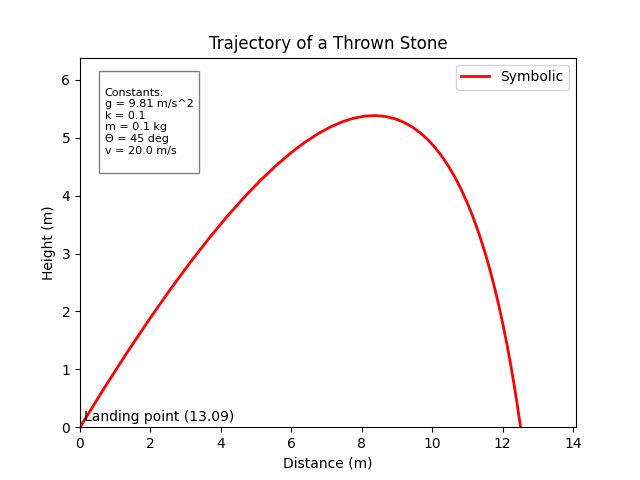 Trajectory of a Thrown Stone
Symbolic
Constants:
g = 9.81 m/s^2
k = 0.1
m = 0.1 kg
Θ = 45 deg
v = 20.0 m/s
Height (m)
6
5
4
3
2
1
0
Landing point (13.09)
0 2 4 6 8 10 12 14
Distance (m)